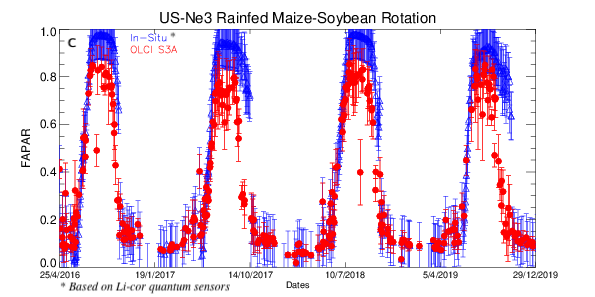 US-Ne3 Rainfed Maize-Soybean Rotation
1.0
C
In-Situ *
OLCI S3A
0.8
0.6
FAPAR
0.4
0.2
0.0
25/4/2016 19/1/2017 14/10/2017 10/7/2018 5/4/2019 29/12/2019
Dates
* Based on Li-cor quantum sensors